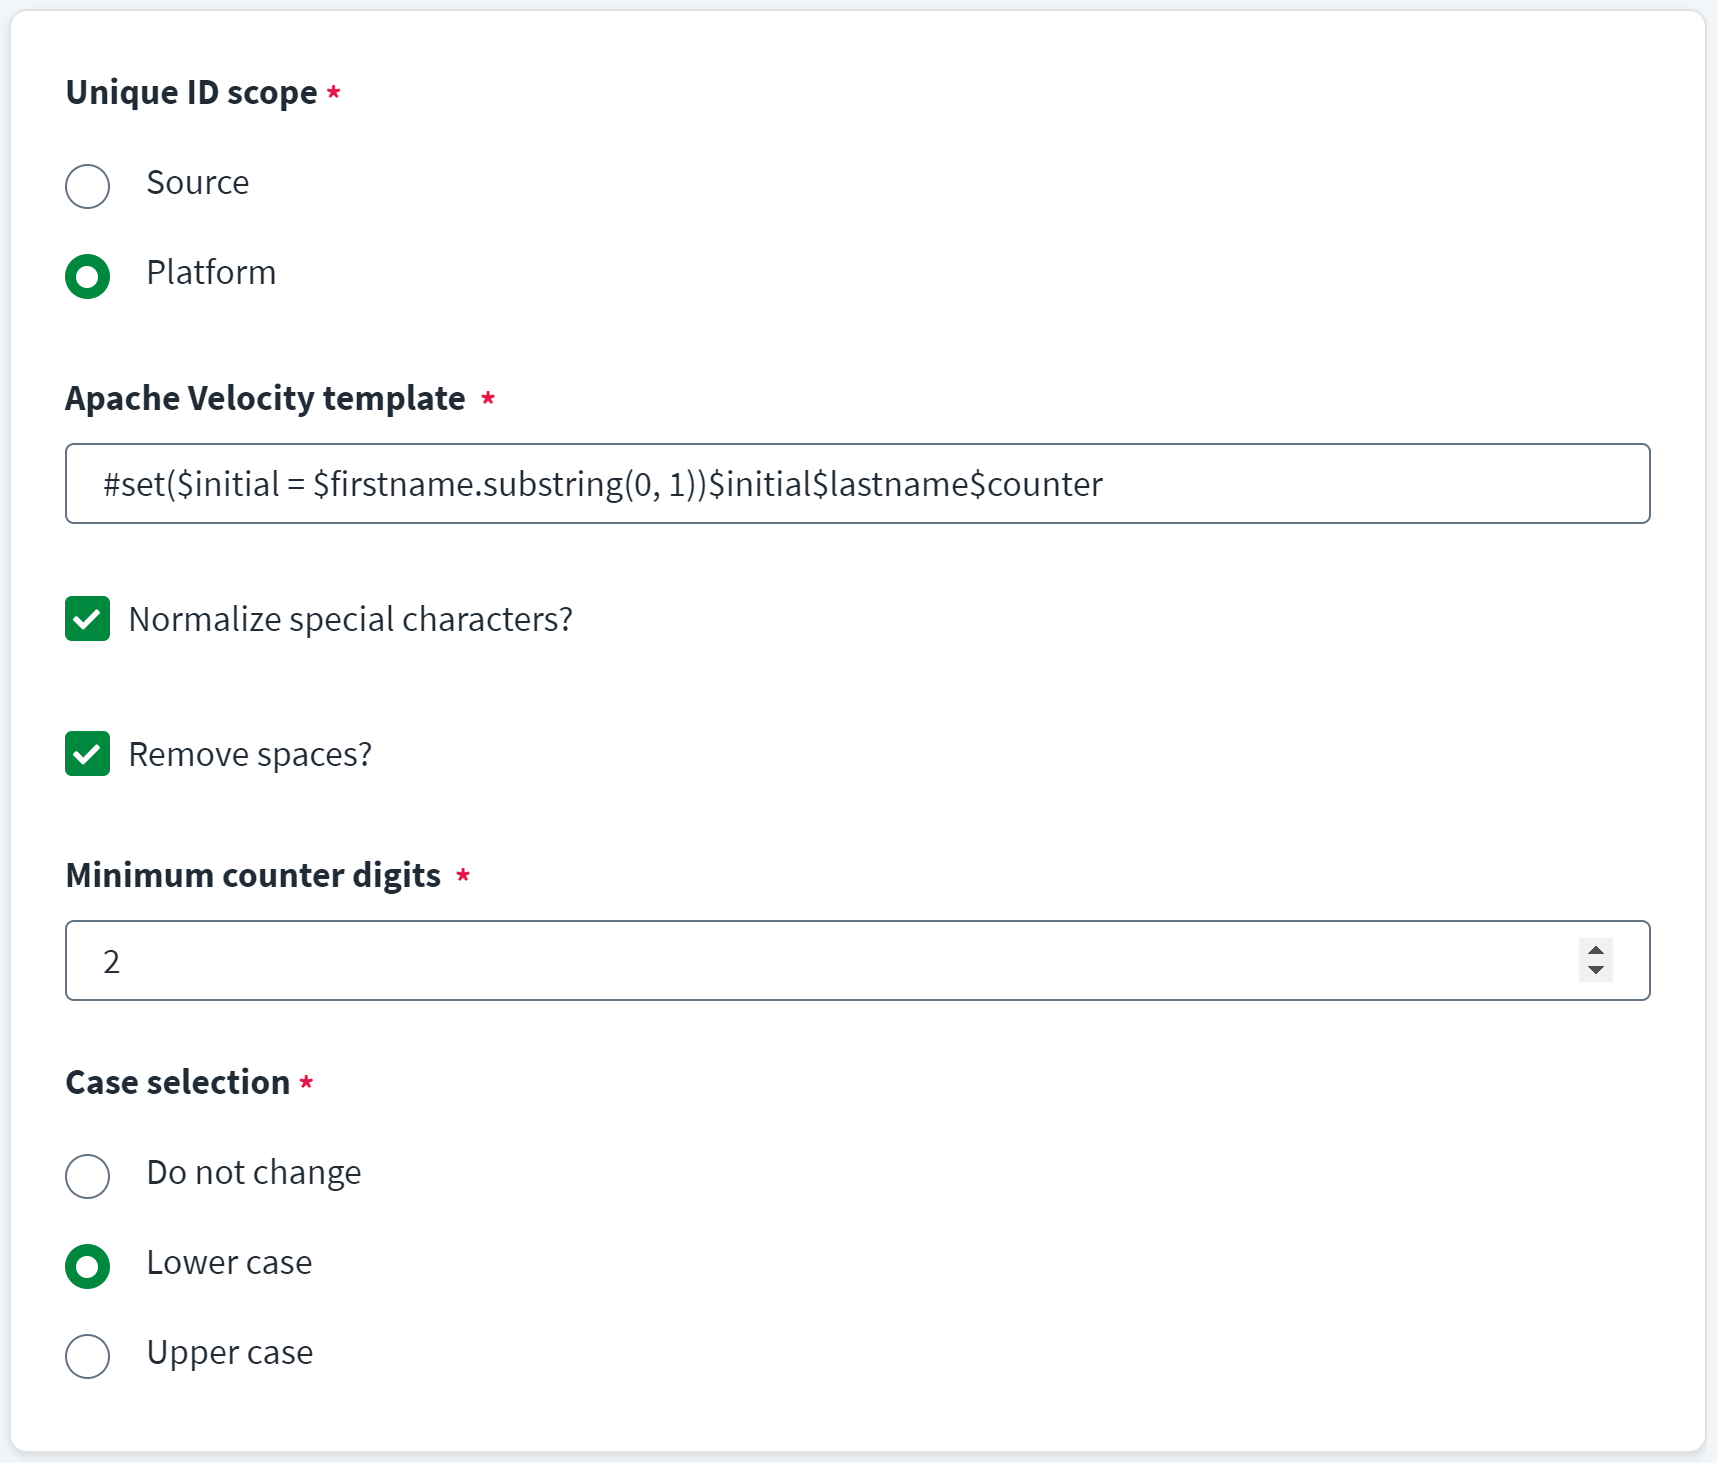 Unique ID scope *
Source
Platform
Apache Velocity template *
#set($initial = $firstname.substring(0, 1))$initial$lastname$counter
Normalize special characters?
Remove spaces?
Minimum counter digits *
2
Case selection *
Do not change
Lower case
Upper case